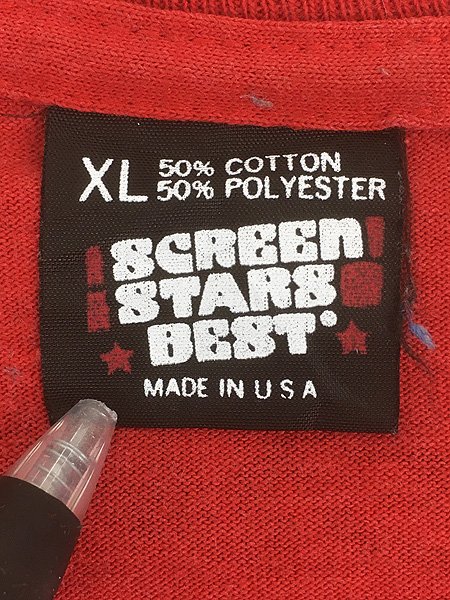 XL 50% COTTON
50% POLYESTER
SCREEN
STARS
BEST
MADE IN U S A